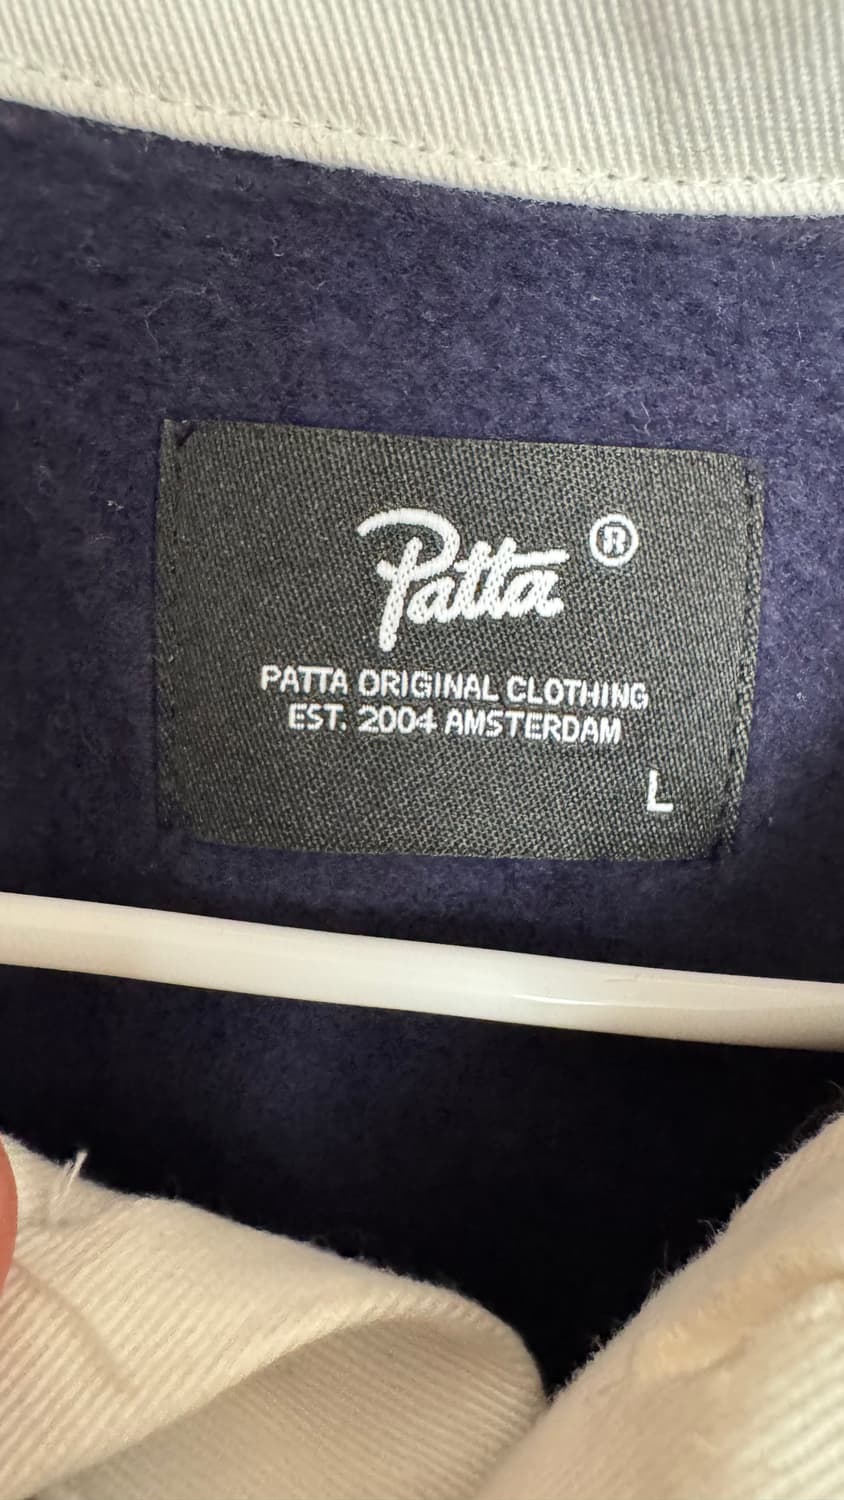 Patta ®
PATTA ORIGINAL CLOTHING
EST. 2004 AMSTERDAM
L